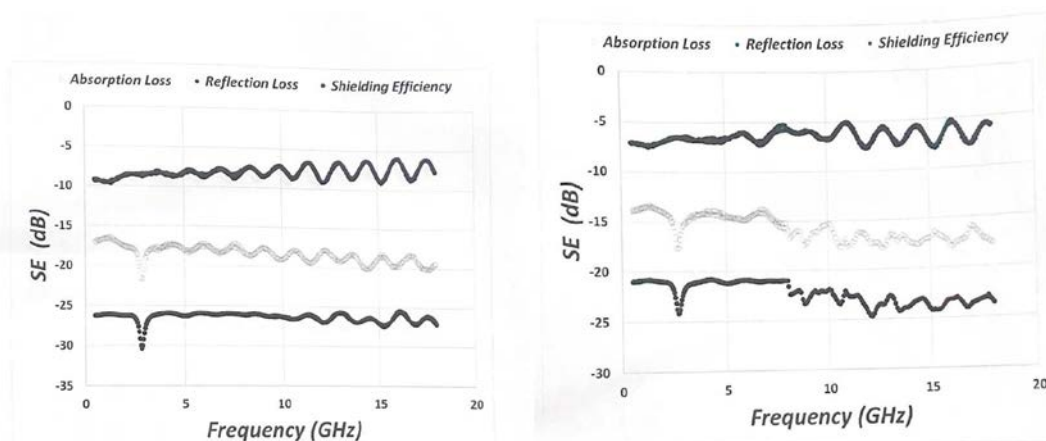 Absorption Loss • Reflection Loss • Shielding Efficiency
0
-5
-10
-15
-20
-25
-30
-35
SE (dB)
0 5 10 15 20
Frequency (GHz)
Absorption Loss • Reflection Loss • Shielding Efficiency
0
-5
-10
-15
-20
-25
-30
SE (dB)
0 5 10 15 20
Frequency (GHz)